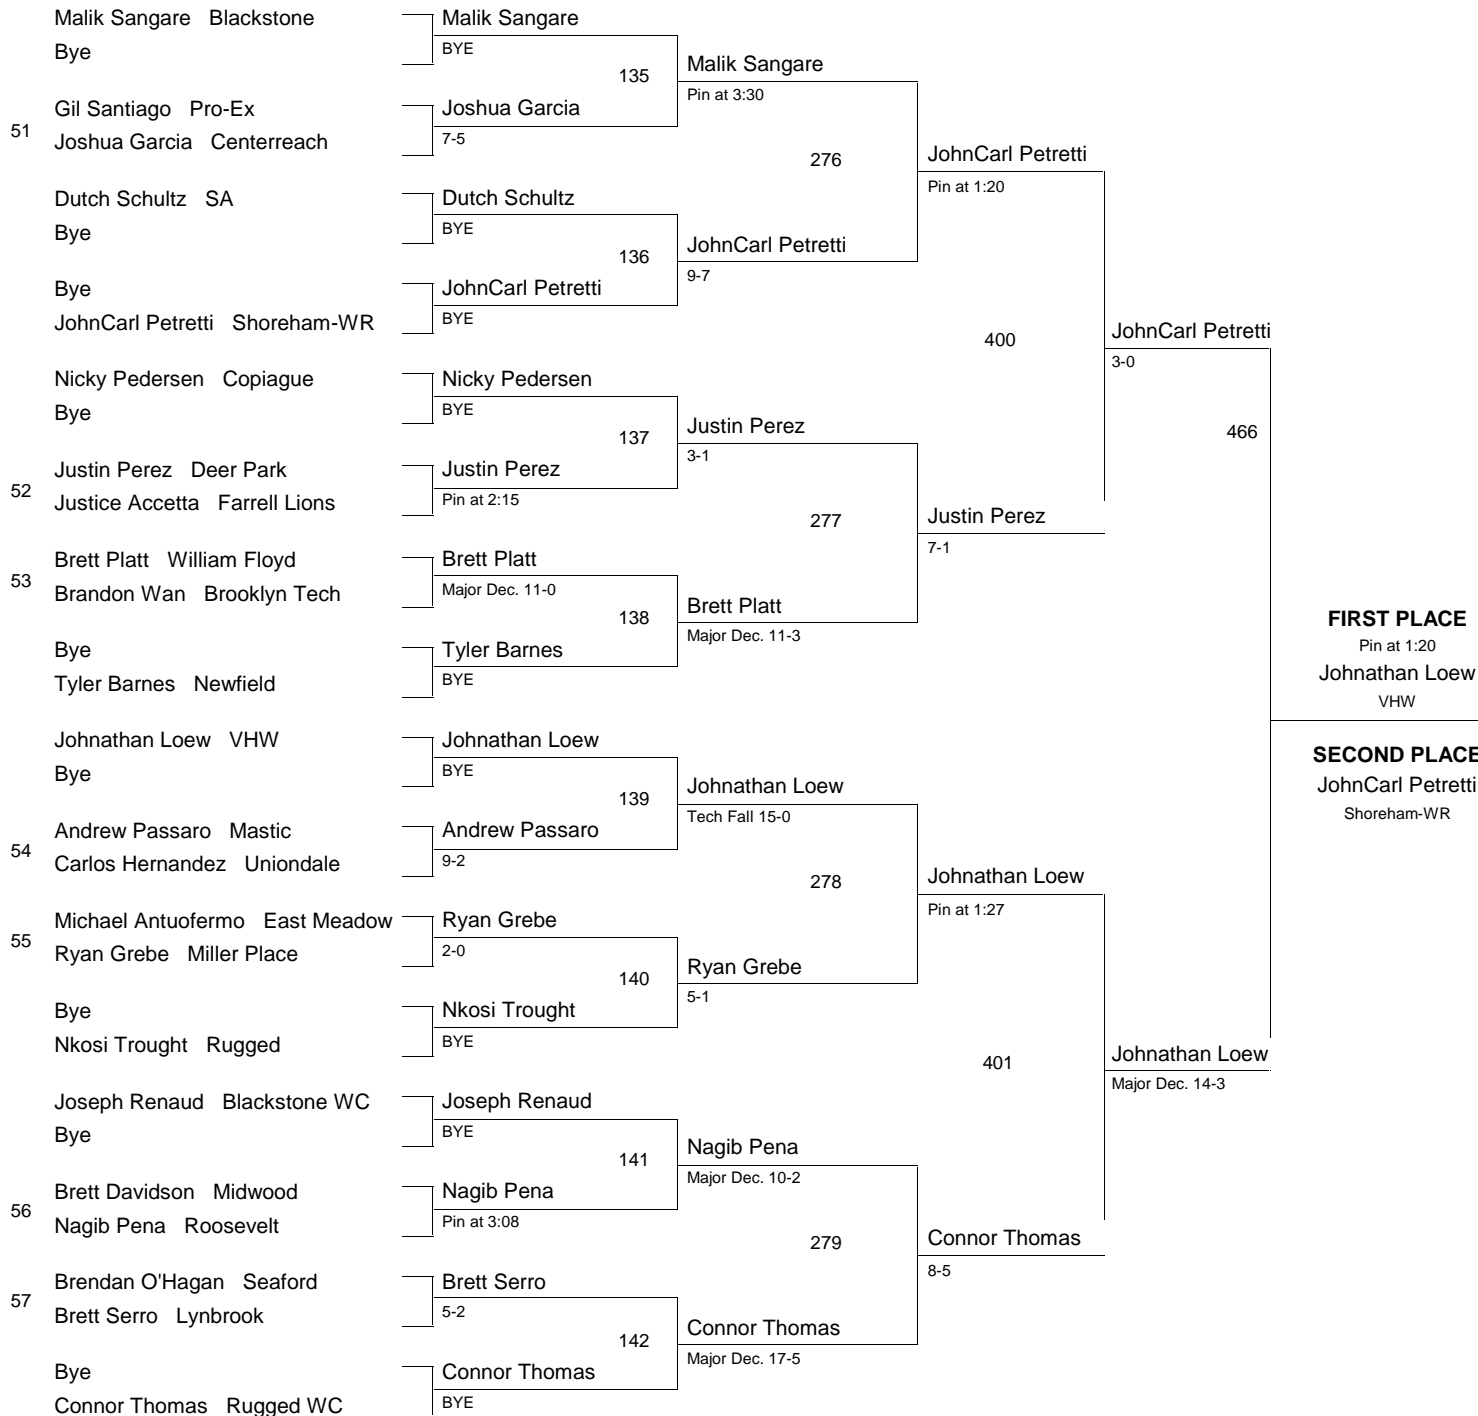 Malik Sangare Blackstone
Bye
51
Gil Santiago Pro-Ex
Joshua Garcia Centerreach
Dutch Schultz SA
Bye
Bye
JohnCarl Petretti Shoreham-WR
Nicky Pedersen Copiague
Bye
52
Justin Perez Deer Park
Justice Accetta Farrell Lions
53
Brett Platt William Floyd
Brandon Wan Brooklyn Tech
Bye
Tyler Barnes Newfield
Johnathan Loew VHW
Bye
54
Andrew Passaro Mastic
Carlos Hernandez Uniondale
55
Michael Antuofermo East Meadow
Ryan Grebe Miller Place
Bye
Nkosi Trought Rugged
Joseph Renaud Blackstone WC
Bye
56
Brett Davidson Midwood
Nagib Pena Roosevelt
57
Brendan O'Hagan Seaford
Brett Serro Lynbrook
Bye
Connor Thomas Rugged WC
Malik Sangare
BYE
135
Joshua Garcia
7-5
Dutch Schultz
BYE
136
JohnCarl Petretti
BYE
Nicky Pedersen
BYE
137
Justin Perez
Pin at 2:15
Brett Platt
Major Dec. 11-0
138
Tyler Barnes
BYE
Johnathan Loew
BYE
139
Andrew Passaro
9-2
Ryan Grebe
2-0
140
Nkosi Trought
BYE
Joseph Renaud
BYE
141
Nagib Pena
Pin at 3:08
Brett Serro
5-2
142
Connor Thomas
BYE
Malik Sangare
Pin at 3:30
276
JohnCarl Petretti
9-7
Justin Perez
3-1
277
Brett Platt
Major Dec. 11-3
Johnathan Loew
Tech Fall 15-0
278
Ryan Grebe
5-1
Nagib Pena
Major Dec. 10-2
279
Connor Thomas
Major Dec. 17-5
JohnCarl Petretti
Pin at 1:20
400
Justin Perez
7-1
Johnathan Loew
Pin at 1:27
401
Connor Thomas
8-5
JohnCarl Petretti
3-0
466
Johnathan Loew
Major Dec. 14-3
FIRST PLACE
Pin at 1:20
Johnathan Loew
VHW
SECOND PLACE
JohnCarl Petretti
Shoreham-WR